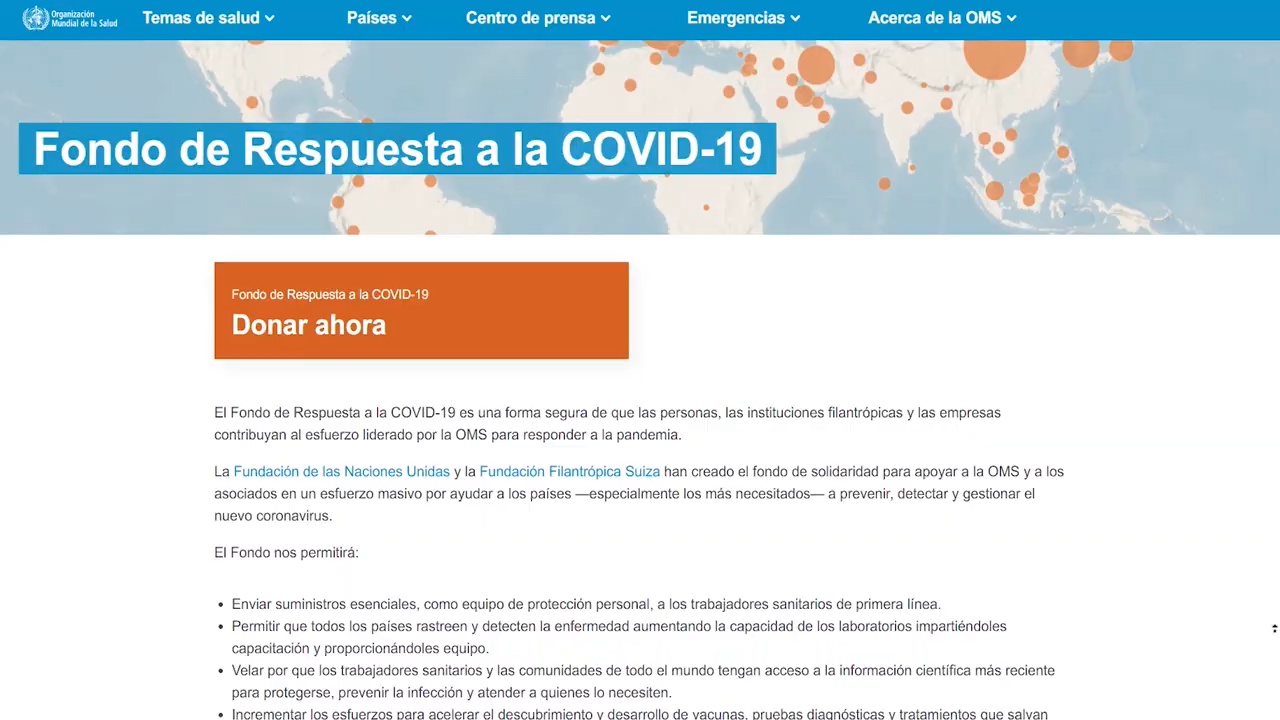 Organización
Mundial de la Salud
Temas de salud
Países
Centro de prensa
Emergencias
Acerca de la OMS
Fondo de Respuesta a la COVID-19
Fondo de Respuesta a la COVID-19
Donar ahora
El Fondo de Respuesta a la COVID-19 es una forma segura de que las personas, las instituciones filantrópicas y las empresas
contribuyan al esfuerzo liderado por la OMS para responder a la pandemia.
La Fundación de las Naciones Unidas y la Fundación Filantrópica Suiza han creado el fondo de solidaridad para apoyar a la OMS y a los
asociados en un esfuerzo masivo por ayudar a los países —especialmente los más necesitados— a prevenir, detectar y gestionar el
nuevo coronavirus.
El Fondo nos permitirá:
• Enviar suministros esenciales, como equipo de protección personal, a los trabajadores sanitarios de primera línea.
• Permitir que todos los países rastreen y detecten la enfermedad aumentando la capacidad de los laboratorios impartiéndoles
capacitación y proporcionándoles equipo.
• Velar por que los trabajadores sanitarios y las comunidades de todo el mundo tengan acceso a la información científica más reciente
para protegerse, prevenir la infección y atender a quienes lo necesiten.
• Incrementar los esfuerzos para acelerar el descubrimiento y desarrollo de vacunas, pruebas diagnósticas y tratamientos que salvan